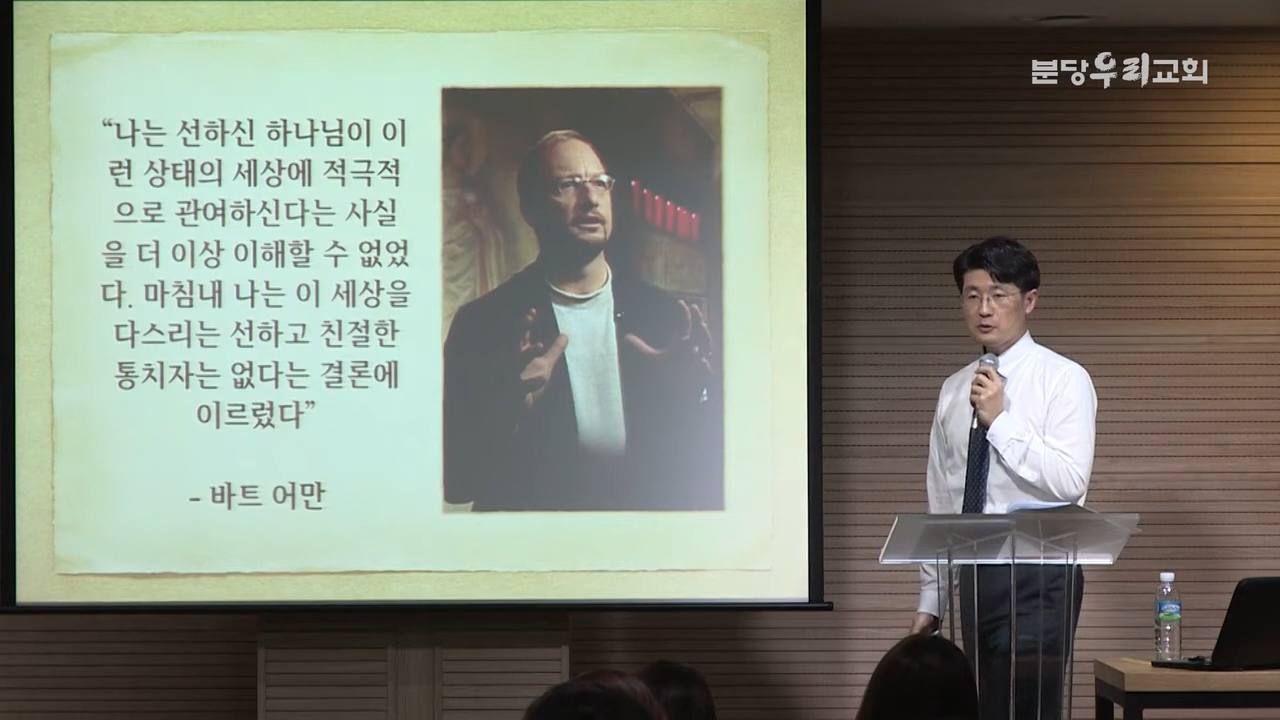 분당우리교회
“나는 선하신 하나님이 이
런 상태의 세상에 적극적
으로 관여하신다는 사실
을 더 이상 이해할 수 없었
다. 마침내 나는 이 세상을
다스리는 선하고 친절한
통치자는 없다는 결론에
이르렀다”
- 바트 어만